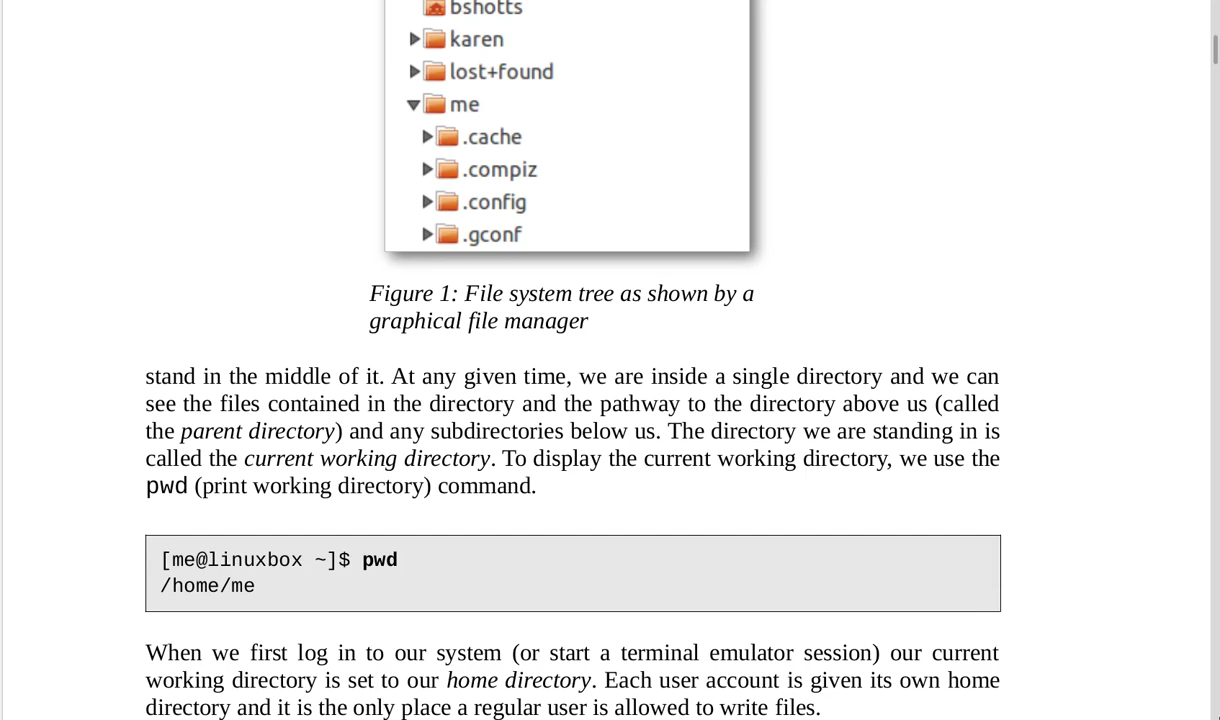 bshotts
karen
lost+found
me
.cache
.compiz
.config
.gconf
Figure 1: File system tree as shown by a
graphical file manager
stand in the middle of it. At any given time, we are inside a single directory and we can
see the files contained in the directory and the pathway to the directory above us (called
the parent directory) and any subdirectories below us. The directory we are standing in is
called the current working directory. To display the current working directory, we use the
pwd (print working directory) command.
[me@linuxbox ~]$ pwd
/home/me
When we first log in to our system (or start a terminal emulator session) our current
working directory is set to our home directory. Each user account is given its own home
directory and it is the only place a regular user is allowed to write files.